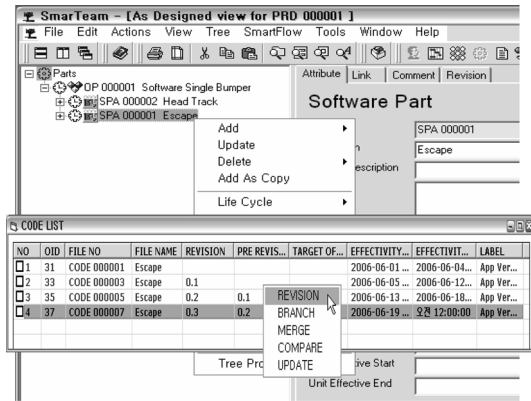 SmarTeam - [As Designed view for PRD 000001 ]
File Edit Actions View Tree SmartFlow Tools Window Help
Parts
OP 000001 Software Single Bumper
SPA 000002 Head Track
SPA 000001 Escape
Attribute Link Comment Revision
Software Part
SPA 000001
Escape
escription
Add
Update
Delete
Add As Copy
Life Cycle
CODE LIST
NO OID FILE NO FILE NAME REVISION PRE REVIS... TARGET OF... EFFECTIVITY... EFFECTIVIT... LABEL
1 31 CODE 000001 Escape 2006-06-01 ... 2006-06-04... App Ver...
2 33 CODE 000003 Escape 0.1 2006-06-05 ... 2006-06-12... App Ver...
3 35 CODE 000005 Escape 0.2 0.1 2006-06-13 ... 2006-06-18... App Ver...
4 37 CODE 000007 Escape 0.3 0.2 2006-06-19 ... 오전 12:00:00 App Ver...
REVISION
BRANCH
MERGE
COMPARE
UPDATE
Tree Pro
tive Start
Unit Effective End